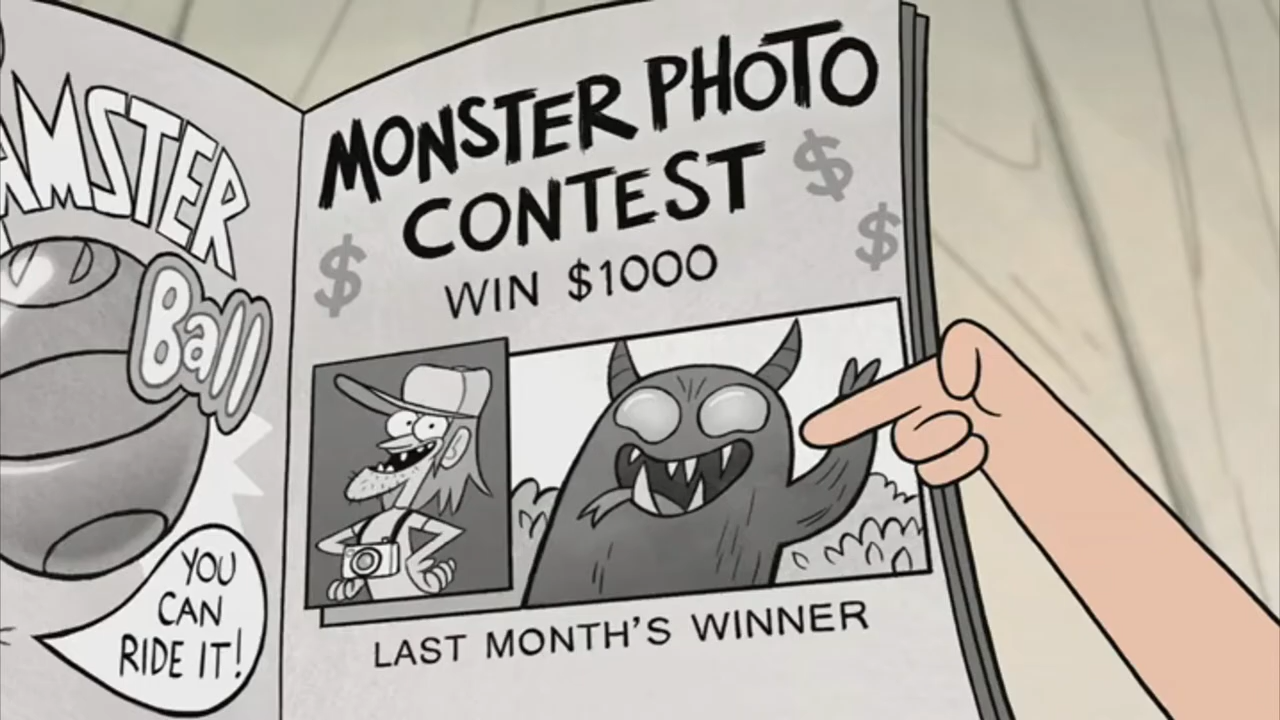 AMSTER
Ball
YOU
CAN
RIDE IT!
MONSTER PHOTO
CONTEST
WIN $1000
$
$
$
LAST MONTH'S WINNER